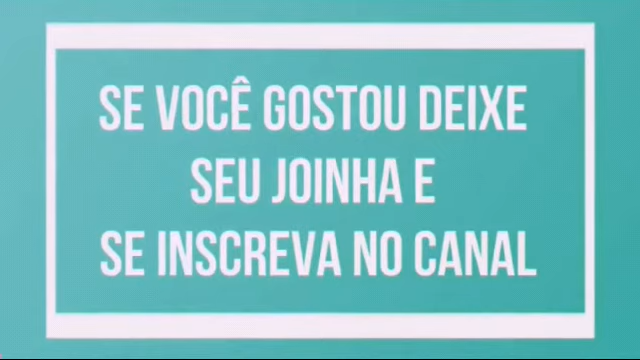 SE VOCÊ GOSTOU DEIXE
SEU JOINHA E
SE INSCREVA NO CANAL